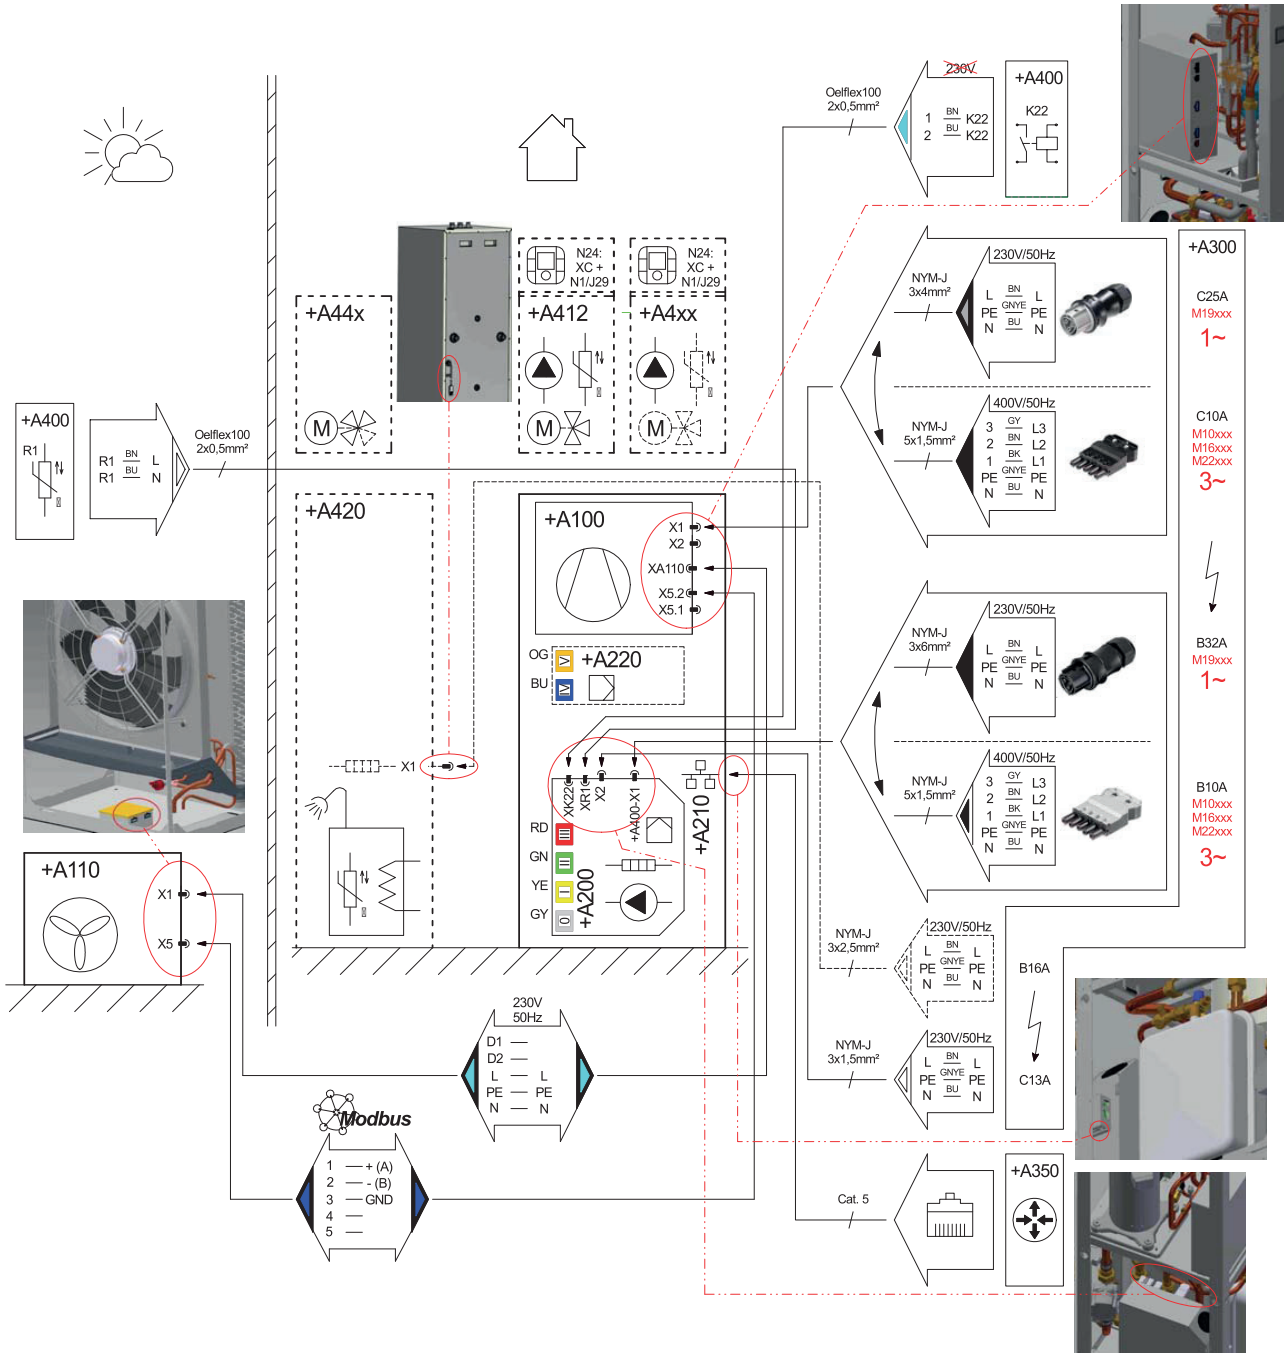 230V
Oelflex100
2x0,5mm²
1 BN K22
2 BU K22
+A400
K22
N24:
XC +
N1/J29
N24:
XC +
N1/J29
+A44x
+A412
+A4xx
M
M
M
230V/50Hz
NYM-J
3x4mm²
L BN L
PE GNYE PE
N BU N
+A300
C25A
M19xxx
1~
400V/50Hz
NYM-J
5x1,5mm²
3 GY L3
2 BN L2
1 BK L1
PE GNYE PE
N BU N
C10A
M10xxx
M16xxx
M22xxx
3~
+A400
R1
R1 BN L
R1 BU N
Oelflex100
2x0,5mm²
+A420
X1
+A100
X1
X2
XA110
X5.2
X5.1
OG V
BU IV
+A220
XK22
XR1
X2
+A400-X1
+A210
RD III
GN II
YE I
GY 0
+A200
230V/50Hz
NYM-J
3x6mm²
L BN L
PE GNYE PE
N BU N
B32A
M19xxx
1~
400V/50Hz
NYM-J
5x1,5mm²
3 GY L3
2 BN L2
1 BK L1
PE GNYE PE
N BU N
B10A
M10xxx
M16xxx
M22xxx
3~
+A110
X1
X5
230V/50Hz
NYM-J
3x2,5mm²
L BN L
PE GNYE PE
N BU N
B16A
230V/50Hz
NYM-J
3x1,5mm²
L BN L
PE GNYE PE
N BU N
C13A
230V
50Hz
D1
D2
L L
PE PE
N N
Modbus
1 + (A)
2 - (B)
3 GND
4
5
Cat. 5
+A350